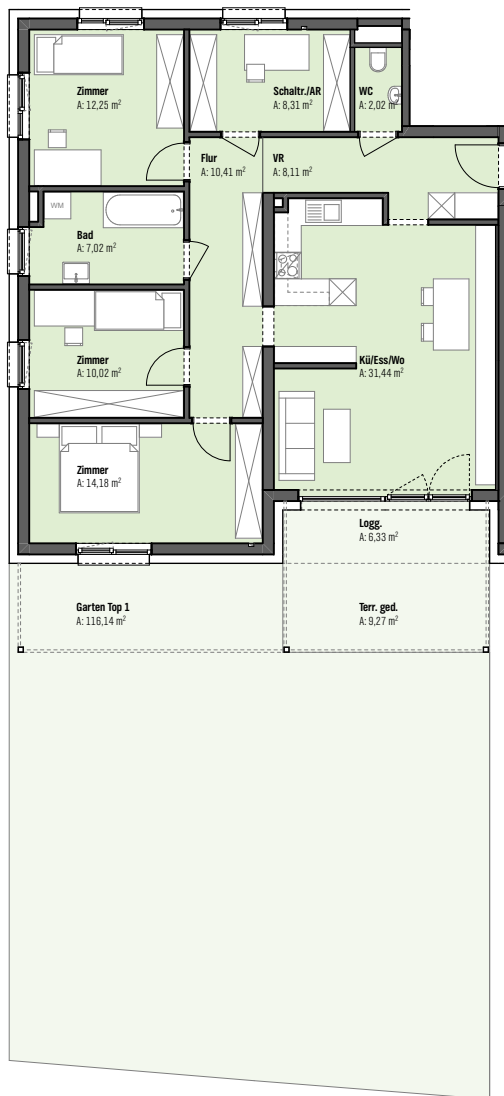 Zimmer
A: 12,25 m²
Schaltr./AR
A: 8,31 m²
WC
A: 2,02 m²
Flur
A: 10,41 m²
VR
A: 8,11 m²
WM
Bad
A: 7,02 m²
Zimmer
A: 10,02 m²
Kü/Ess/Wo
A: 31,44 m²
Zimmer
A: 14,18 m²
Logg.
A: 6,33 m²
Garten Top 1
A: 116,14 m²
Terr. ged.
A: 9,27 m²